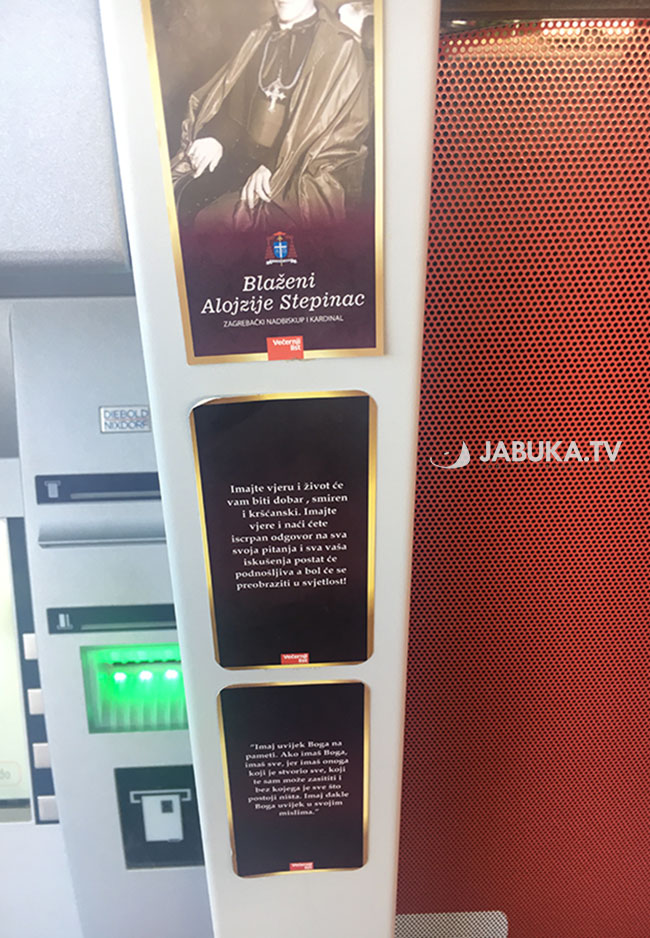 Blaženi
Alojzije Stepinac
ZAGREBAČKI NADBISKUP I KARDINAL
Večernji
list
DIEBOLD
NIXDORF
JABUKA.TV
Imajte vjeru i život će
vam biti dobar , smiren
i kršćanski. Imajte
vjere i naći ćete
iscrpan odgovor na sva
svoja pitanja i sva vaša
iskušenja postat će
podnošljiva a bol će se
preobraziti u svjetlost!
Večernji
list
"Imaj uvijek Boga na
pameti. Ako imaš Boga,
imaš sve, jer imaš onoga
koji je stvorio sve, koji
te sam može zasititi i
bez kojega je sve što
postoji ništa. Imaj dakle
Boga uvijek u svojim
mislima."
Večernji
list